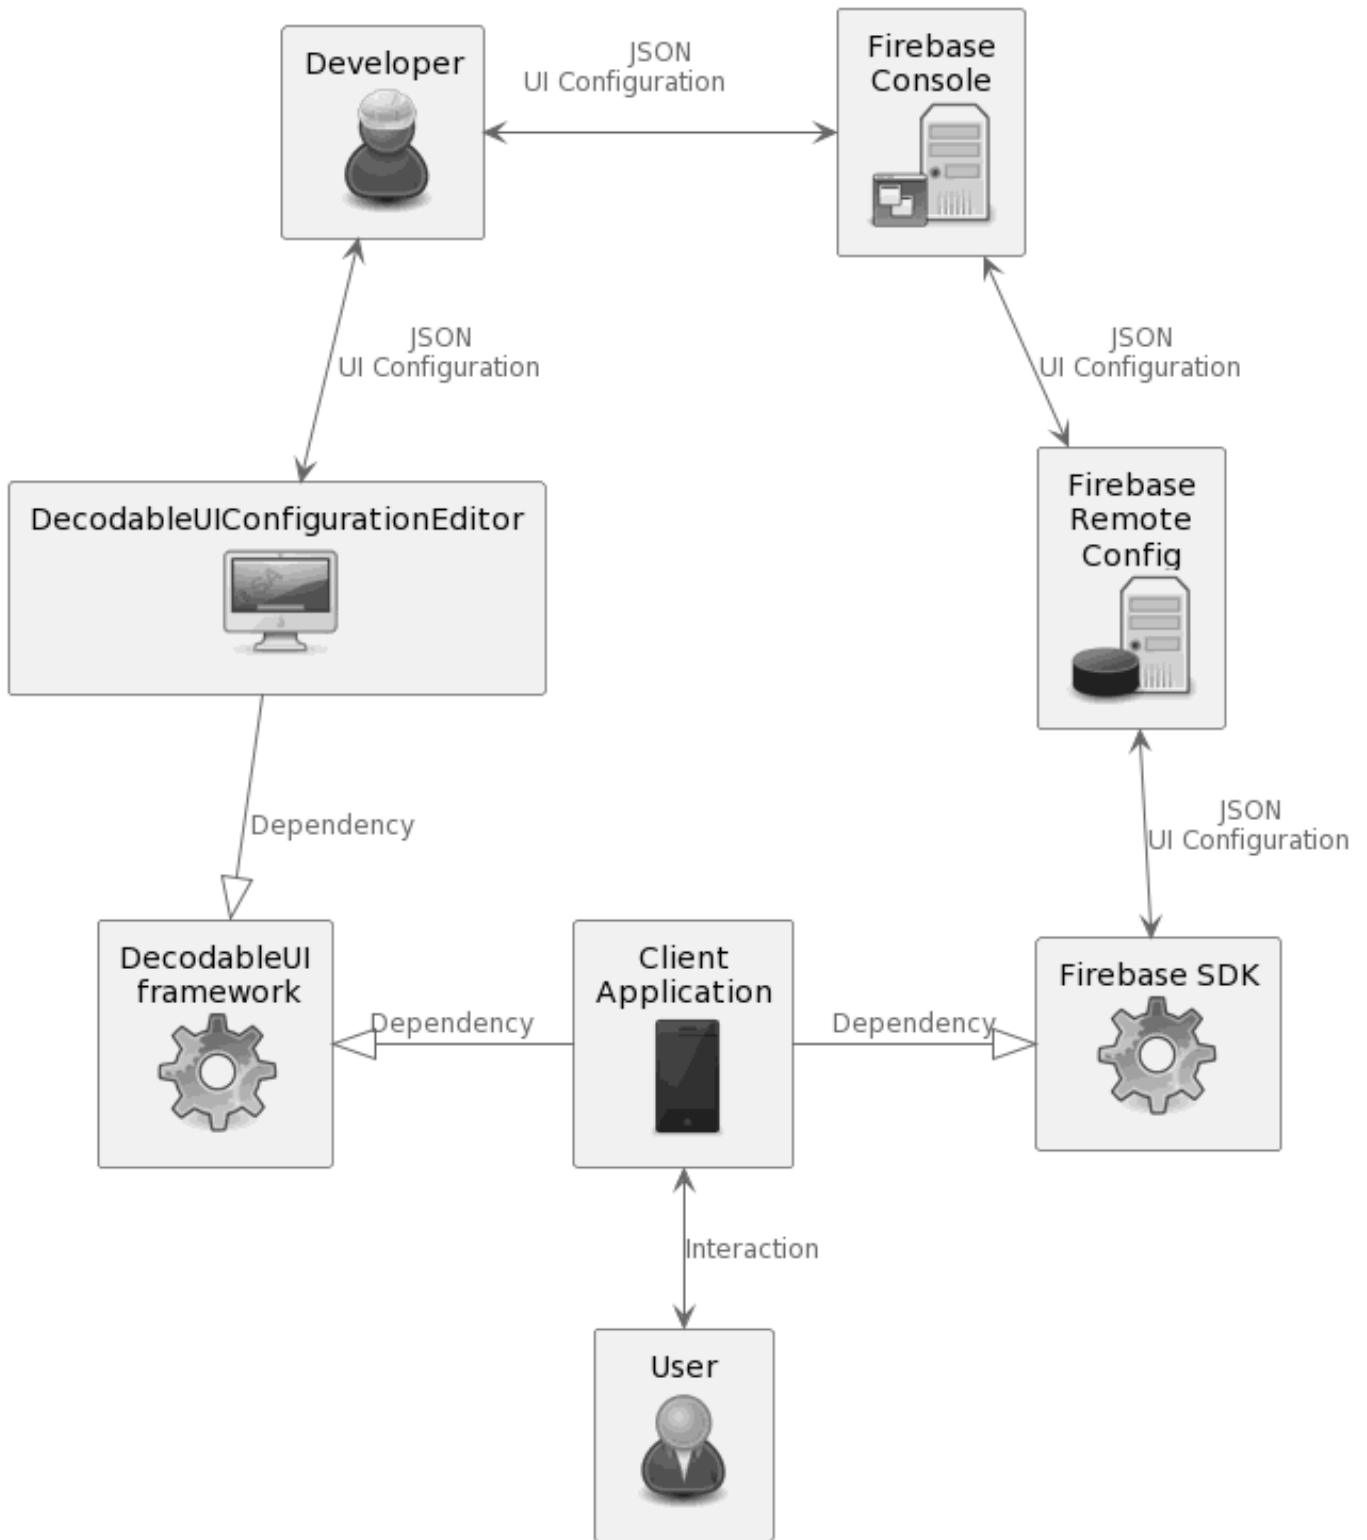 Developer
JSON
UI Configuration
Firebase
Console
JSON
UI Configuration
JSON
UI Configuration
DecodableUIConfigurationEditor
Firebase
Remote
Config
Dependency
JSON
UI Configuration
DecodableUI
framework
Dependency
Client
Application
Dependency
Firebase SDK
Interaction
User